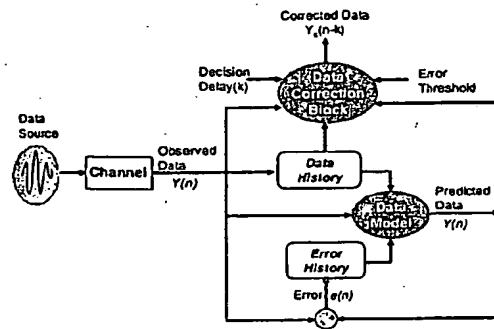 Corrected Data
Y_c(n-k)
Decision
Delay(k)
Data
Correction
Block
Error
Threshold
Data
Source
Channel
Observed
Data
Y(n)
Data
History
Data
Model
Predicted
Data
Y(n)
Error
History
Error e(n)